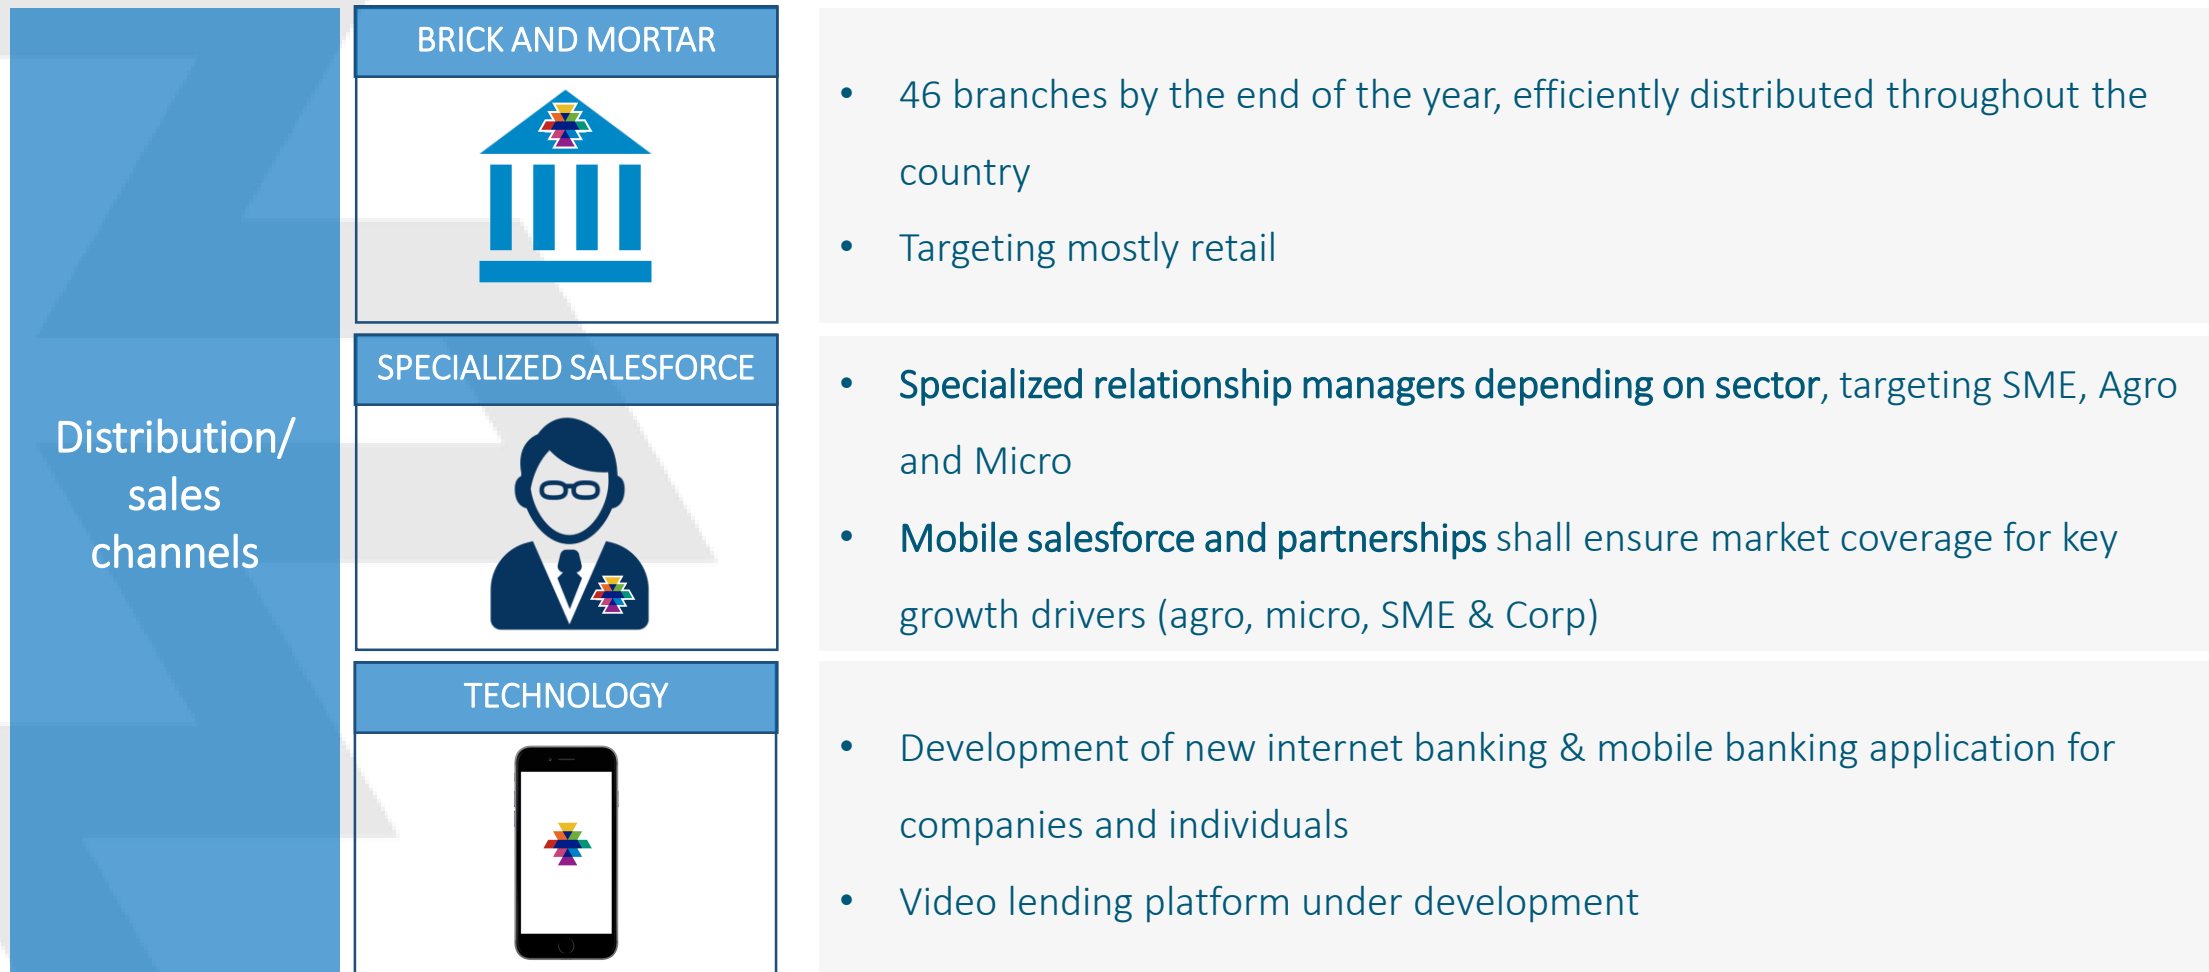 Distribution/
sales
channels
BRICK AND MORTAR
• 46 branches by the end of the year, efficiently distributed throughout the
country
• Targeting mostly retail
SPECIALIZED SALESFORCE
• Specialized relationship managers depending on sector, targeting SME, Agro
and Micro
• Mobile salesforce and partnerships shall ensure market coverage for key
growth drivers (agro, micro, SME & Corp)
TECHNOLOGY
• Development of new internet banking & mobile banking application for
companies and individuals
• Video lending platform under development